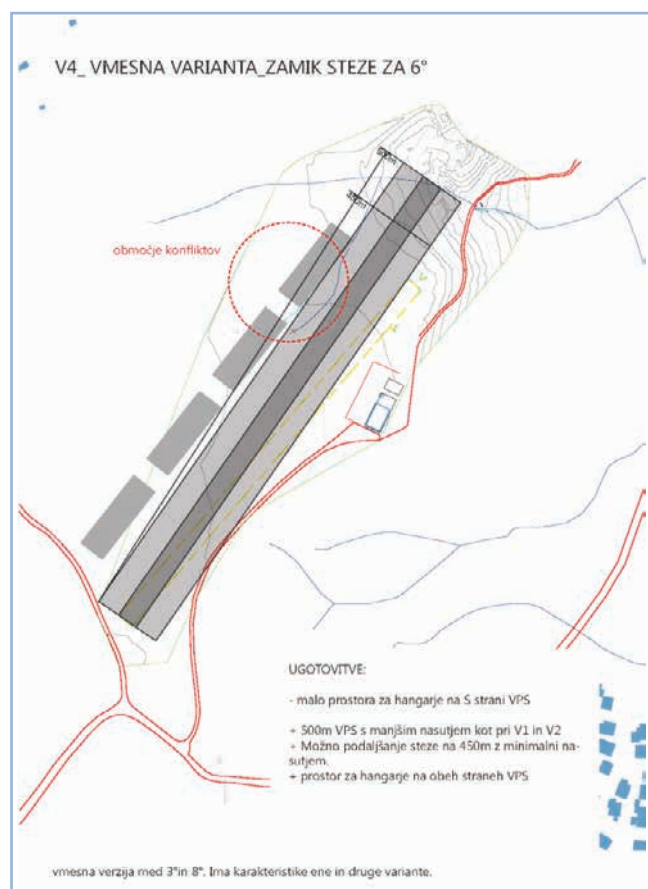 V4_ VMESNA VARIANTA_ZAMIK STEZE ZA 6°
500m
območje konfliktov
UGOTOVITVE:
- malo prostora za hangarje na S strani VPS
+ 500m VPS s manjšim nasutjem kot pri V1 in V2
+ Možno podaljšanje steze na 450m z minimalni na-
sutjem.
+ prostor za hangarje na obeh straneh VPS
vmesna verzija med 3°in 8°. Ima karakteristike ene in druge variante.